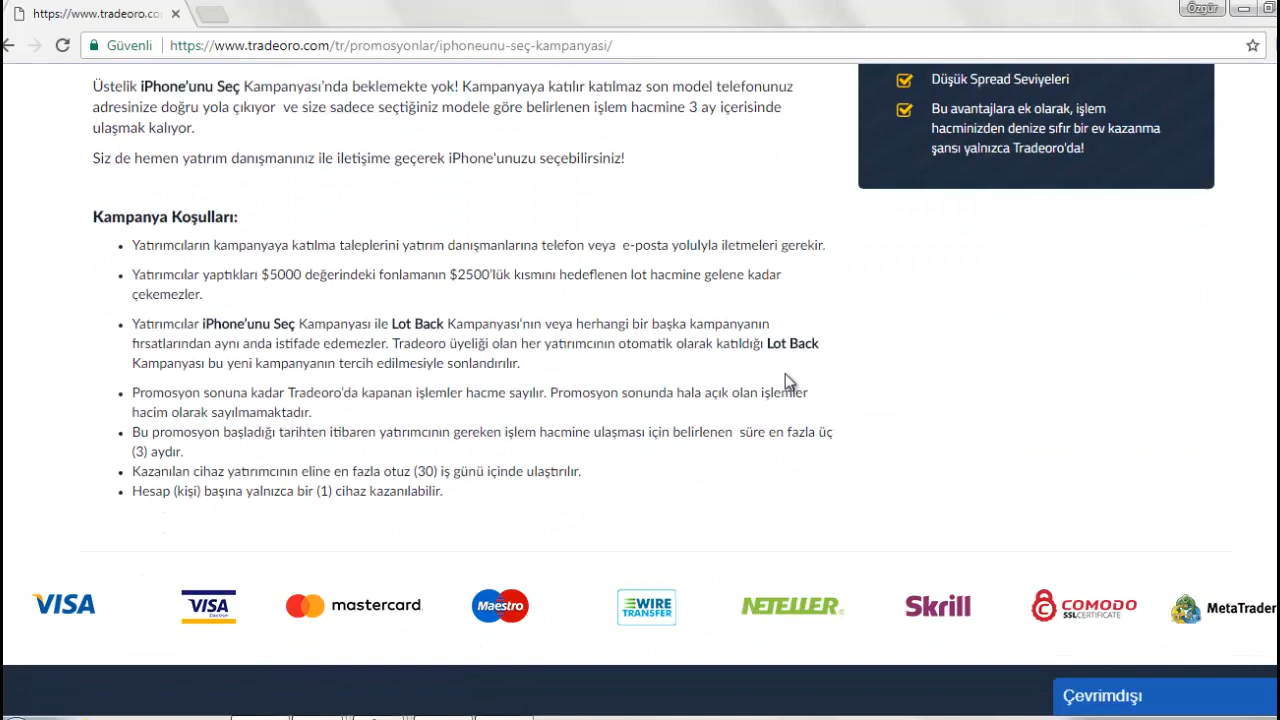 https://www.tradeoro.co
Özgür
Güvenli
https://www.tradeoro.com/tr/promosyonlar/iphoneunu-seç-kampanyasi/
Üstelik iPhone'unu Seç Kampanyası'nda beklemekte yok! Kampanyaya katılır katılmaz son model telefonunuz
adresinize doğru yola çıkıyor ve size sadece seçtiğiniz modele göre belirlenen işlem hacmine 3 ay içerisinde
ulaşmak kalıyor.
Siz de hemen yatırım danışmanınız ile iletişime geçerek iPhone'unuzu seçebilirsiniz!
Düşük Spread Seviyeleri
Bu avantajlara ek olarak, işlem
hacminizden denize sıfır bir ev kazanma
şansı yalnızca Tradeoro'da!
Kampanya Koşulları:
Yatırımcıların kampanyaya katılma taleplerini yatırım danışmanlarına telefon veya e-posta yoluyla iletmeleri gerekir.
Yatırımcılar yaptıkları $5000 değerindeki fonlamanın $2500'lük kısmını hedeflenen lot hacmine gelene kadar
çekemezler.
Yatırımcılar iPhone'unu Seç Kampanyası ile Lot Back Kampanyası'nın veya herhangi bir başka kampanyanın
fırsatlarından aynı anda istifade edemezler. Tradeoro üyeliği olan her yatırımcının otomatik olarak katıldığı Lot Back
Kampanyası bu yeni kampanyanın tercih edilmesiyle sonlandırılır.
Promosyon sonuna kadar Tradeoro'da kapanan işlemler hacme sayılır. Promosyon sonunda hala açık olan işlemler
hacim olarak sayılmamaktadır.
Bu promosyon başladığı tarihten itibaren yatırımcının gereken işlem hacmine ulaşması için belirlenen süre en fazla üç
(3) aydır.
Kazanılan cihaz yatırımcının eline en fazla otuz (30) iş günü içinde ulaştırılır.
Hesap (kişi) başına yalnızca bir (1) cihaz kazanılabilir.
VISA
VISA
Electron
mastercard
Maestro
WIRE
TRANSFER
NETELLER
Skrill
COMODO
SSL CERTIFICATE
MetaTrader
Çevrimdışı